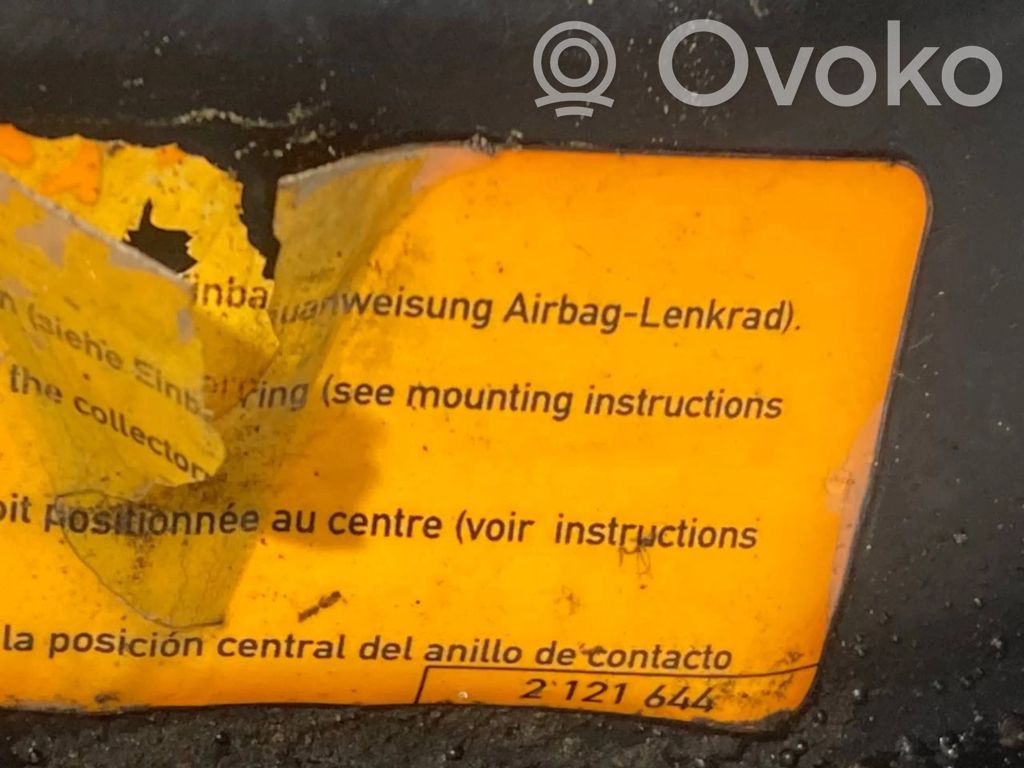 Ovoko
Einbauanweisung Airbag-Lenkrad).
(siehe Einb
ring (see mounting instructions
the collector
oit positionnée au centre (voir instructions
la posición central del anillo de contacto
2 121 644